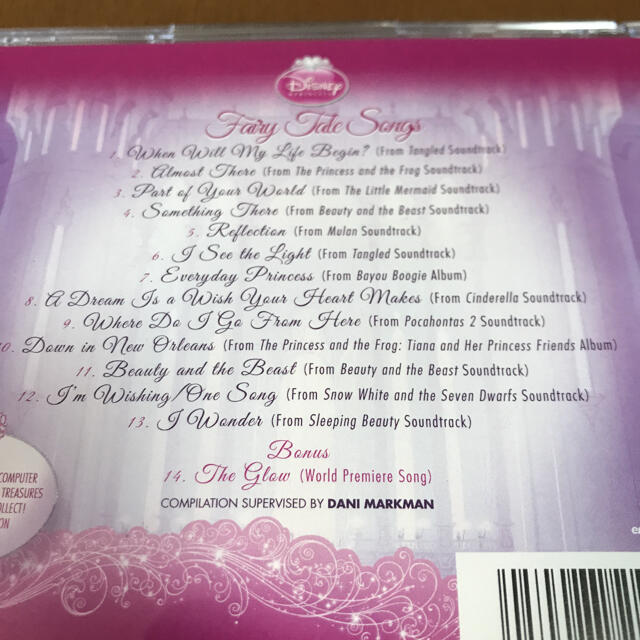 Disney
Fairy Tale Songs
1. When Will My Life Begin? (From Tangled Soundtrack)
2. Almost There (From The Princess and the Frog Soundtrack)
3. Part of Your World (From The Little Mermaid Soundtrack)
4. Something There (From Beauty and the Beast Soundtrack)
5. Reflection (From Mulan Soundtrack)
6. I See the Light (From Tangled Soundtrack)
7. Everyday Princess (From Bayou Boogie Album)
8. A Dream Is a Wish Your Heart Makes (From Cinderella Soundtrack)
9. Where Do I Go From Here (From Pocahontas 2 Soundtrack)
10. Down in New Orleans (From The Princess and the Frog: Tiana and Her Princess Friends Album)
11. Beauty and the Beast (From Beauty and the Beast Soundtrack)
12. I'm Wishing/One Song (From Snow White and the Seven Dwarfs Soundtrack)
13. I Wonder (From Sleeping Beauty Soundtrack)
Bonus
14. The Glow (World Premiere Song)
COMPILATION SUPERVISED BY DANI MARKMAN
COMPUTER
TREASURES